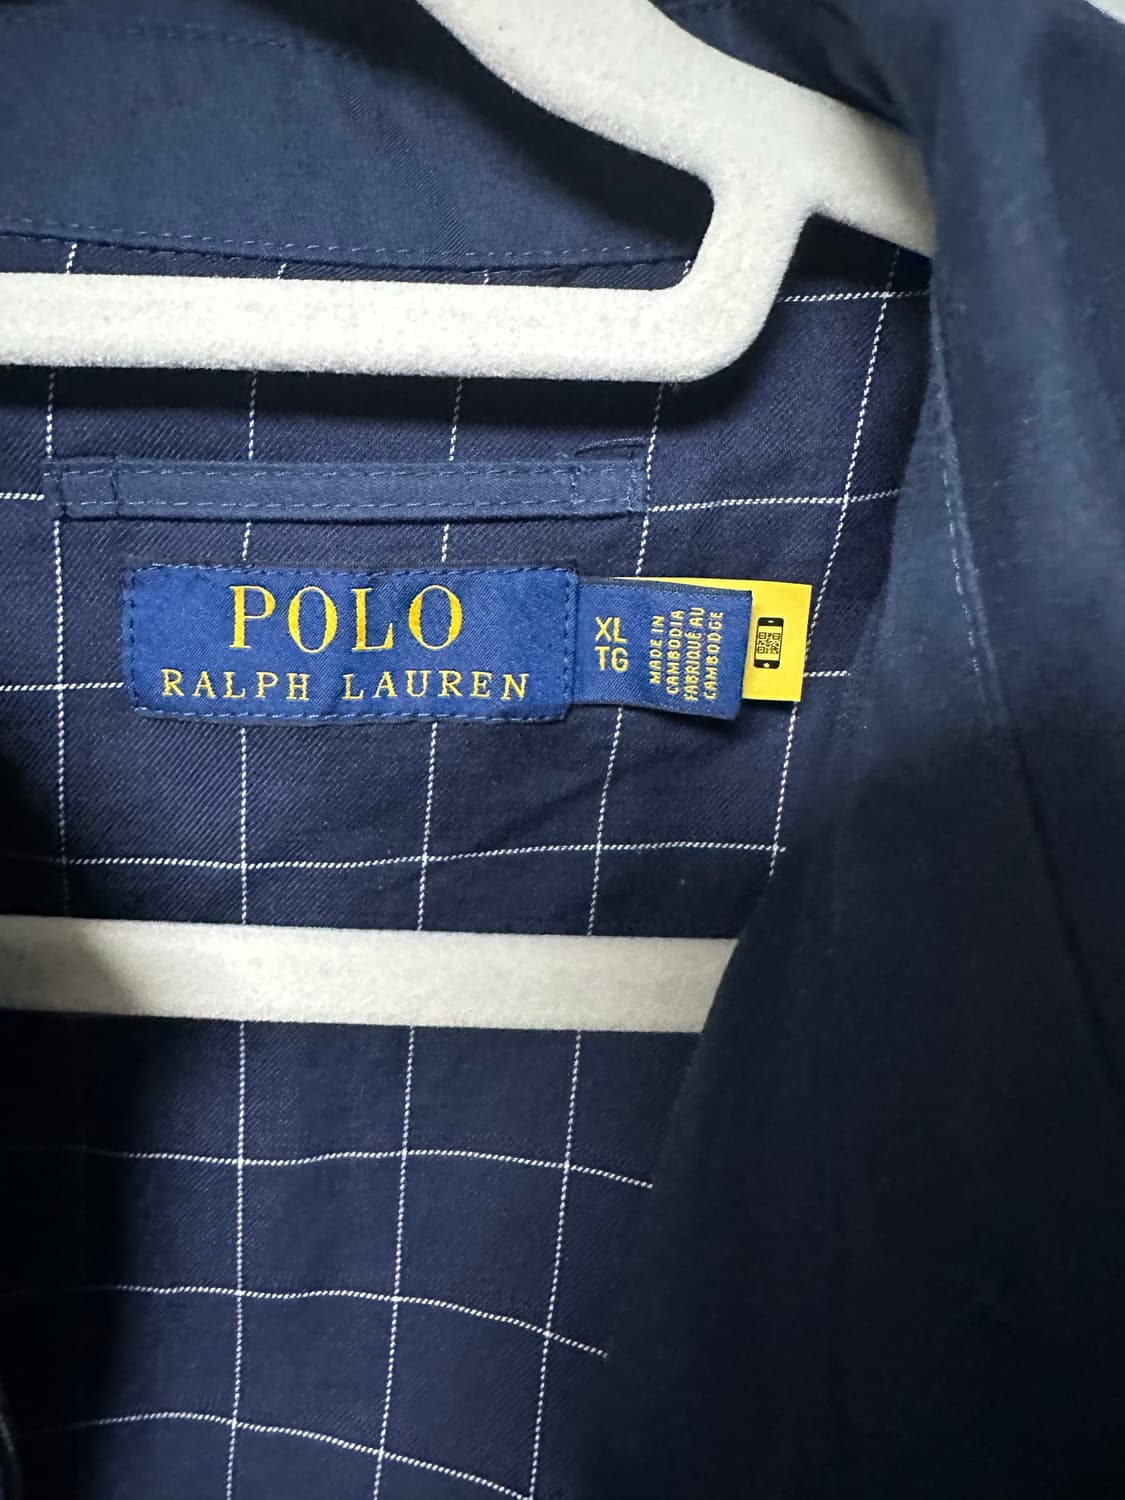 POLO
RALPH LAUREN
XL
TG
MADE IN
CAMBODIA
FABRIQUÉ AU
CAMBODGE